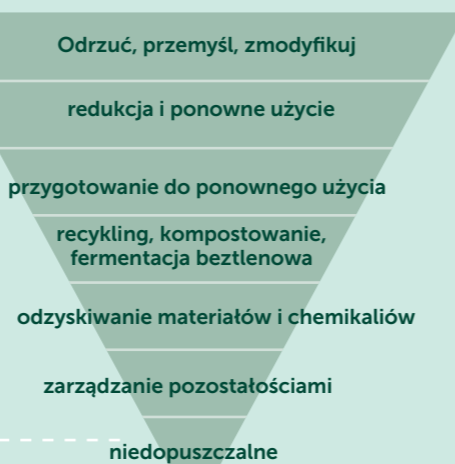 Odrzuć, przemyśl, zmodyfikuj
redukcja i ponowne użycie
przygotowanie do ponownego użycia
recykling, kompostowanie,
fermentacja beztlenowa
odzyskiwanie materiałów i chemikaliów
zarządzanie pozostałościami
niedopuszczalne